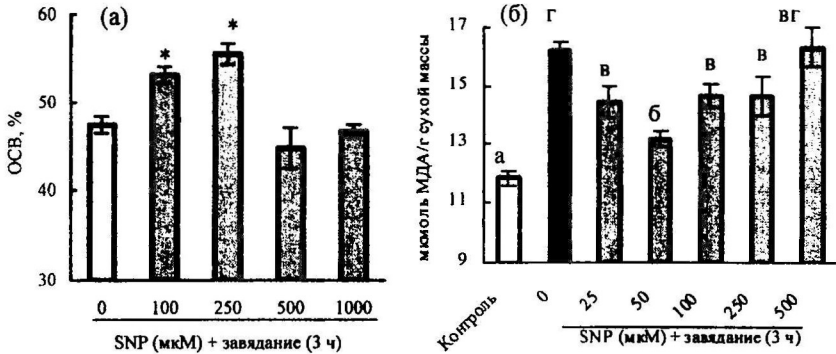 (а)
ОСВ, %
60
50
40
30
*
*
0 100 250 500 1000
SNP (мкМ) + завядание (3 ч)
(б)
мкмоль МДА/г сухой массы
17
15
13
11
9
а
г
в
б
в
в
вг
Контроль 0 25 50 100 250 500
SNP (мкМ) + завядание (3 ч)